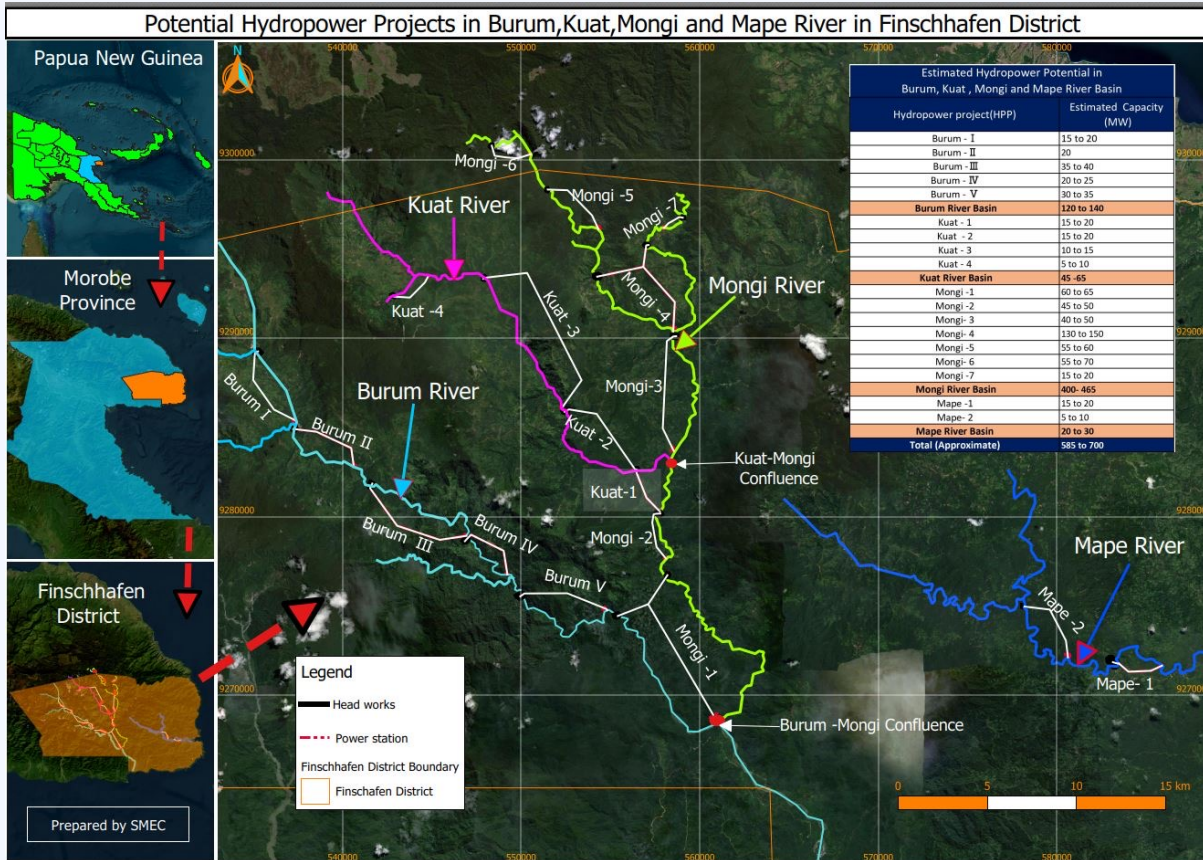 Potential Hydropower Projects in Burum,Kuat,Mongi and Mape River in Finschhafen District
Papua New Guinea
Morobe
Province
Finschhafen
District
Prepared by SMEC
N
540000
550000
560000
570000
580000
9300000
9290000
9280000
9270000
Mongi -6
Mongi -5
Mongi -7
Kuat River
Mongi River
Mongi -4
Kuat -4
Kuat -3
Mongi-3
Burum River
Burum I
Burum II
Kuat -2
Kuat-Mongi
Confluence
Kuat-1
Burum III
Burum IV
Mongi -2
Burum V
Mongi -1
Mape River
Mape -2
Mape- 1
Burum -Mongi Confluence
Estimated Hydropower Potential in
Burum, Kuat , Mongi and Mape River Basin
Hydropower project(HPP) Estimated Capacity
(MW)
Burum - Ⅰ 15 to 20
Burum - Ⅱ 20
Burum - Ⅲ 35 to 40
Burum - Ⅳ 20 to 25
Burum - Ⅴ 30 to 35
Burum River Basin 120 to 140
Kuat - 1 15 to 20
Kuat - 2 15 to 20
Kuat - 3 10 to 15
Kuat - 4 5 to 10
Kuat River Basin 45 -65
Mongi -1 60 to 65
Mongi -2 45 to 50
Mongi- 3 40 to 50
Mongi- 4 130 to 150
Mongi -5 55 to 60
Mongi- 6 55 to 70
Mongi -7 15 to 20
Mongi River Basin 400- 465
Mape -1 15 to 20
Mape- 2 5 to 10
Mape River Basin 20 to 30
Total (Approximate) 585 to 700
Legend
Head works
Power station
Finschhafen District Boundary
Finschafen District
0 5 10 15 km
9300000
9290000
9280000
9270000
540000
550000
560000
570000
580000